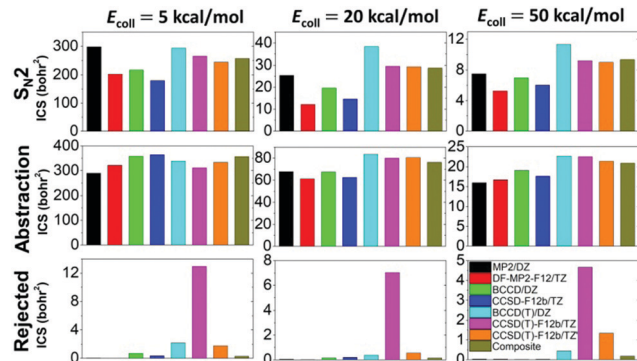 E_coll = 5 kcal/mol
E_coll = 20 kcal/mol
E_coll = 50 kcal/mol
S_N2
ICS (bohr²)
300
200
100
0
40
30
20
10
0
12
8
4
0
Abstraction
ICS (bohr²)
400
300
200
100
0
80
60
40
20
0
25
20
15
10
5
0
Rejected
ICS (bohr²)
12
8
4
0
8
6
4
2
0
5
4
3
2
1
0
MP2/DZ
DF-MP2-F12/TZ
BCCD/DZ
CCSD-F12b/TZ
BCCD(T)/DZ
CCSD(T)-F12b/TZ
CCSD(T)-F12b/TZ
Composite